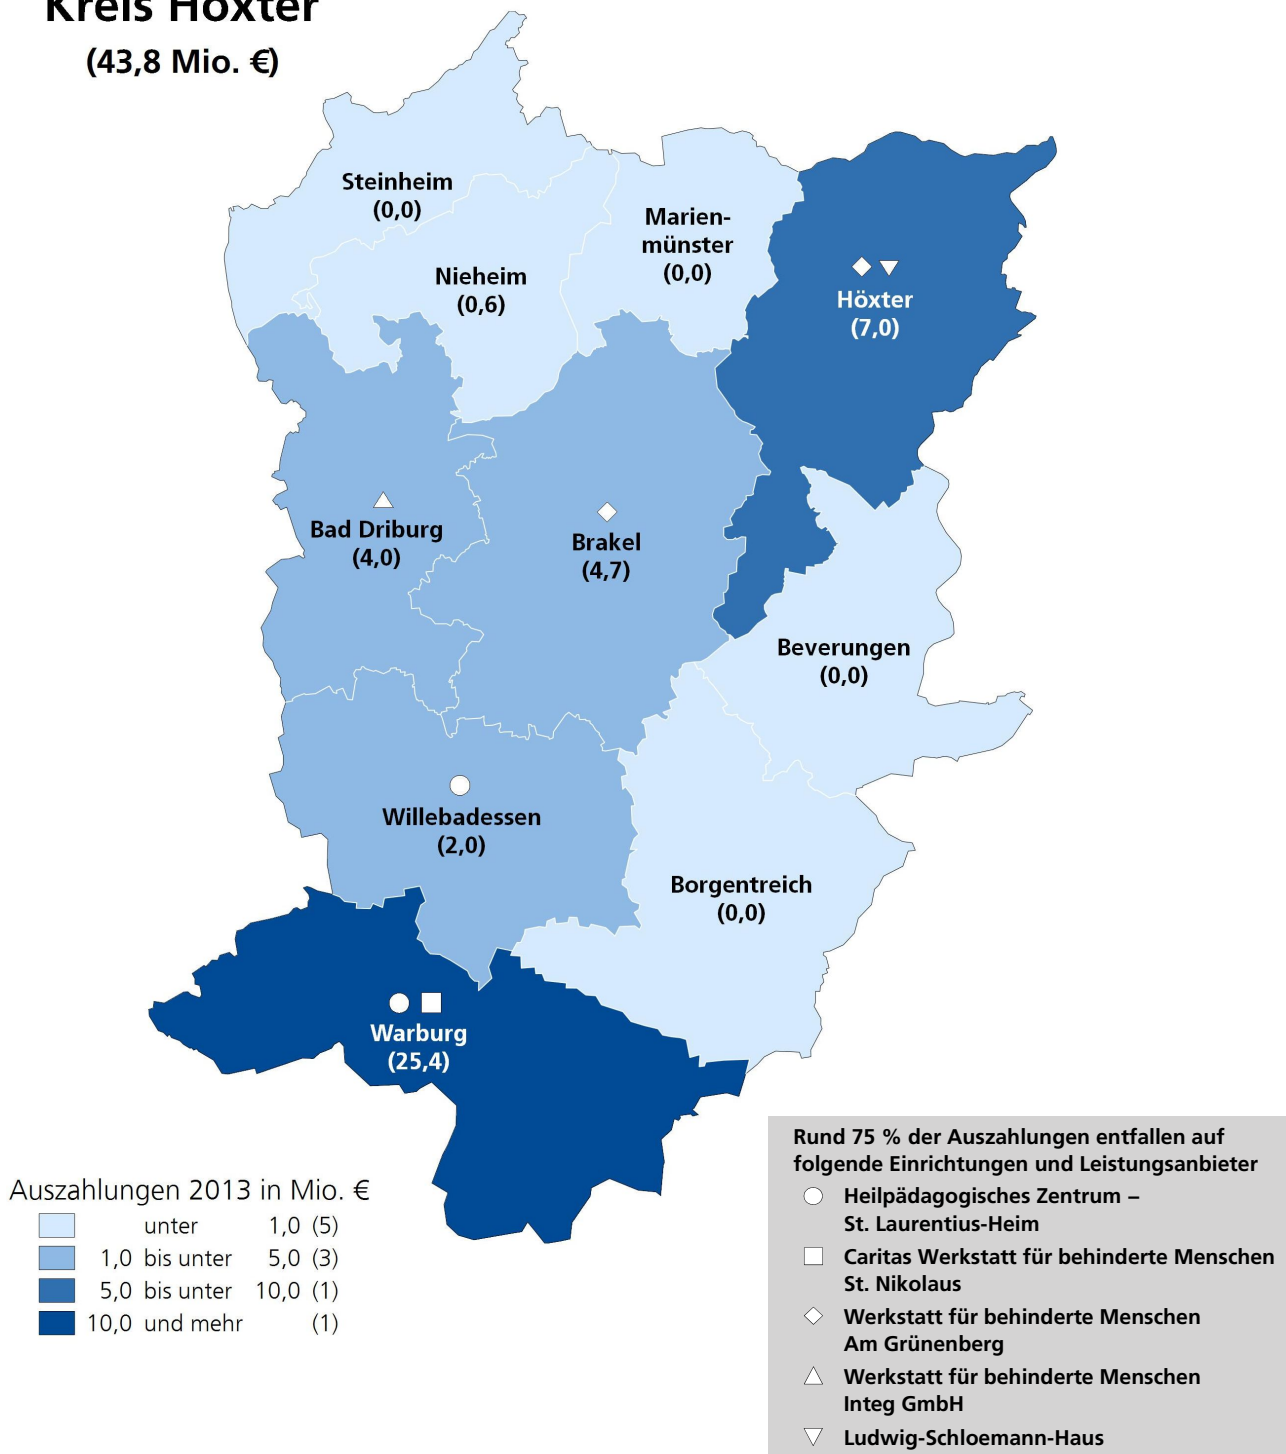 Kreis Höxter
(43,8 Mio. €)
Steinheim
(0,0)
Marien-
münster
(0,0)
Nieheim
(0,6)
Höxter
(7,0)
Bad Driburg
(4,0)
Brakel
(4,7)
Beverungen
(0,0)
Willebadessen
(2,0)
Borgentreich
(0,0)
Warburg
(25,4)
Auszahlungen 2013 in Mio. €
unter 1,0 (5)
1,0 bis unter 5,0 (3)
5,0 bis unter 10,0 (1)
10,0 und mehr (1)
Rund 75 % der Auszahlungen entfallen auf
folgende Einrichtungen und Leistungsanbieter
Heilpädagogisches Zentrum –
St. Laurentius-Heim
Caritas Werkstatt für behinderte Menschen
St. Nikolaus
Werkstatt für behinderte Menschen
Am Grünenberg
Werkstatt für behinderte Menschen
Integ GmbH
Ludwig-Schloemann-Haus